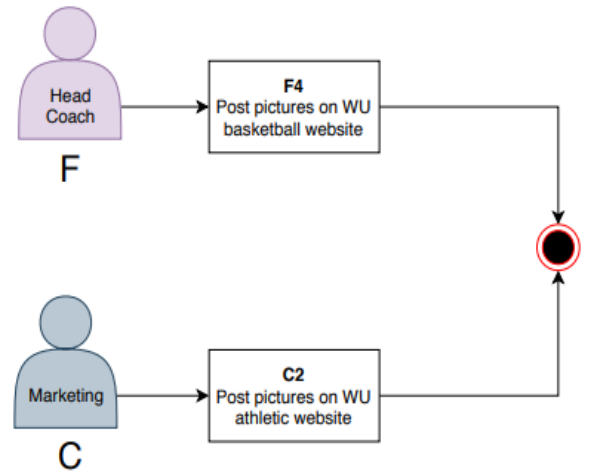 Head
Coach
F
F4
Post pictures on WU
basketball website
Marketing
C
C2
Post pictures on WU
athletic website